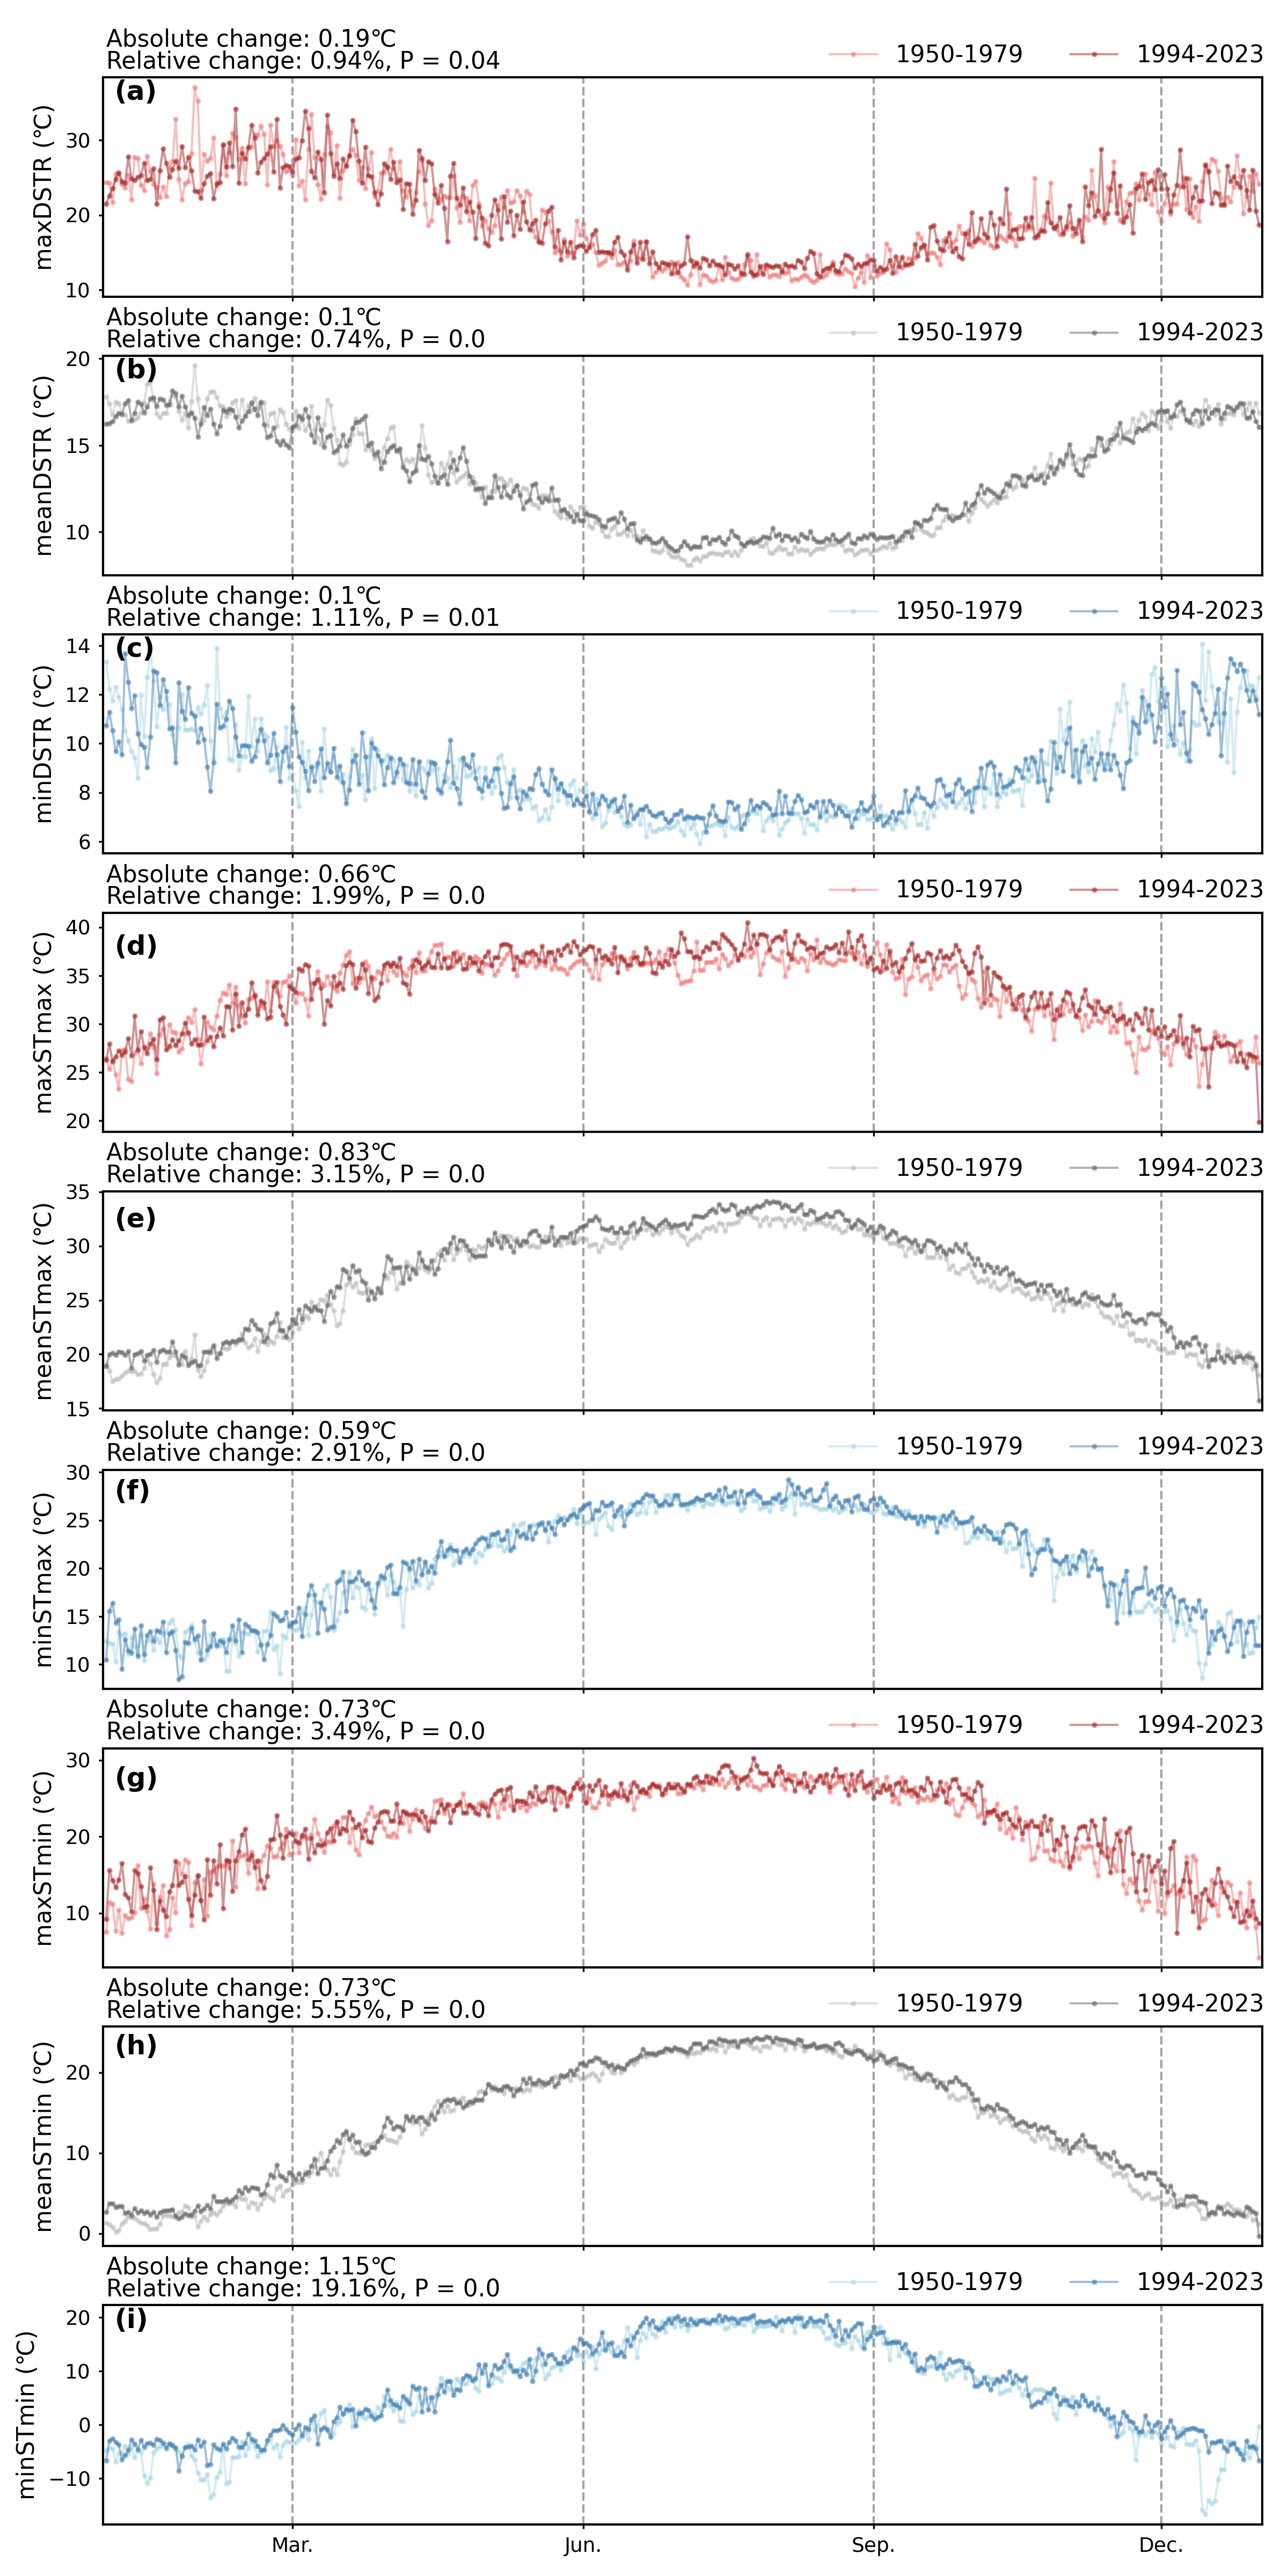 Absolute change: 0.19℃
Relative change: 0.94%, P = 0.04
1950-1979 1994-2023
(a)
maxDSTR (℃)
30
20
10
Absolute change: 0.1℃
Relative change: 0.74%, P = 0.0
1950-1979 1994-2023
(b)
meanDSTR (℃)
20
15
10
Absolute change: 0.1℃
Relative change: 1.11%, P = 0.01
1950-1979 1994-2023
(c)
minDSTR (℃)
14
12
10
8
6
Absolute change: 0.66℃
Relative change: 1.99%, P = 0.0
1950-1979 1994-2023
(d)
maxSTmax (℃)
40
35
30
25
20
Absolute change: 0.83℃
Relative change: 3.15%, P = 0.0
1950-1979 1994-2023
(e)
meanSTmax (℃)
35
30
25
20
15
Absolute change: 0.59℃
Relative change: 2.91%, P = 0.0
1950-1979 1994-2023
(f)
minSTmax (℃)
30
25
20
15
10
Absolute change: 0.73℃
Relative change: 3.49%, P = 0.0
1950-1979 1994-2023
(g)
maxSTmin (℃)
30
20
10
Absolute change: 0.73℃
Relative change: 5.55%, P = 0.0
1950-1979 1994-2023
(h)
meanSTmin (℃)
20
10
0
Absolute change: 1.15℃
Relative change: 19.16%, P = 0.0
1950-1979 1994-2023
(i)
minSTmin (℃)
20
10
0
−10
Mar. Jun. Sep. Dec.